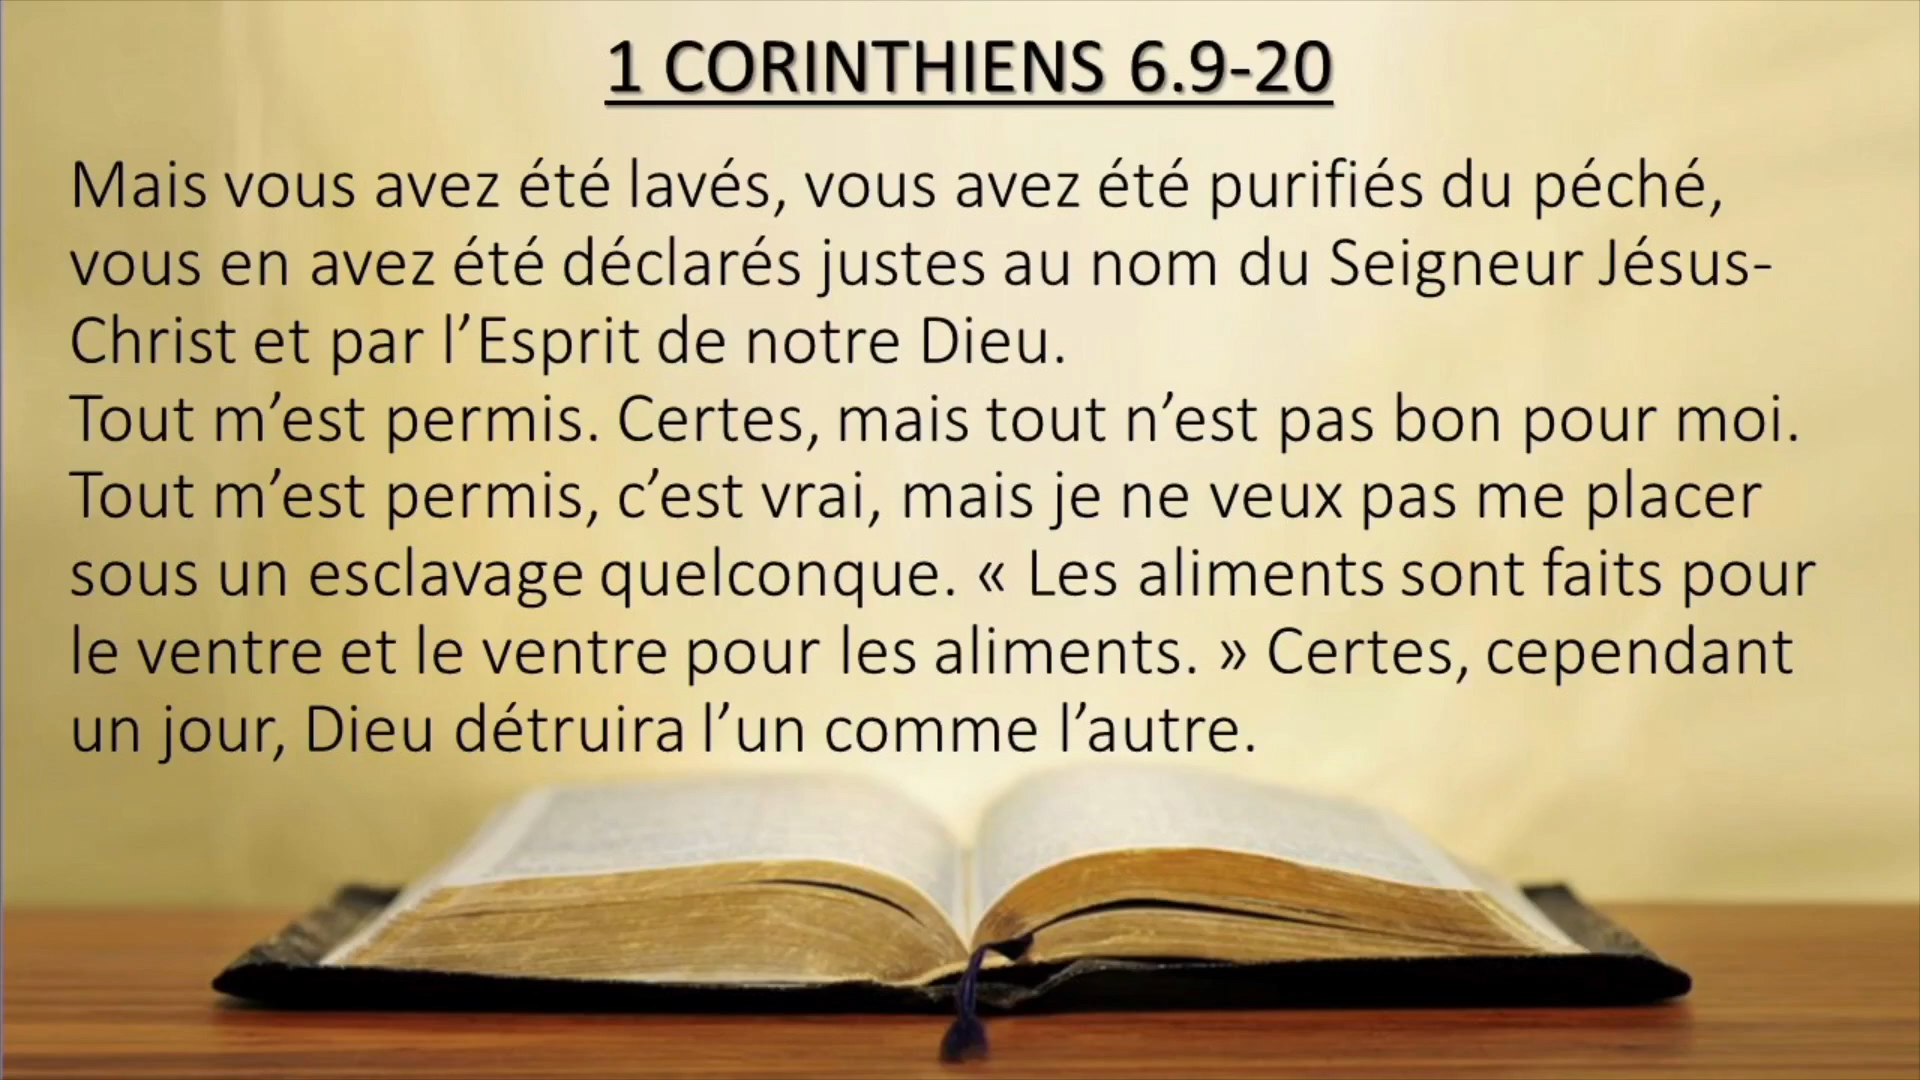 1 CORINTHIENS 6.9-20
Mais vous avez été lavés, vous avez été purifiés du péché,
vous en avez été déclarés justes au nom du Seigneur Jésus-
Christ et par l’Esprit de notre Dieu.
Tout m’est permis. Certes, mais tout n’est pas bon pour moi.
Tout m’est permis, c’est vrai, mais je ne veux pas me placer
sous un esclavage quelconque. « Les aliments sont faits pour
le ventre et le ventre pour les aliments. » Certes, cependant
un jour, Dieu détruira l’un comme l’autre.